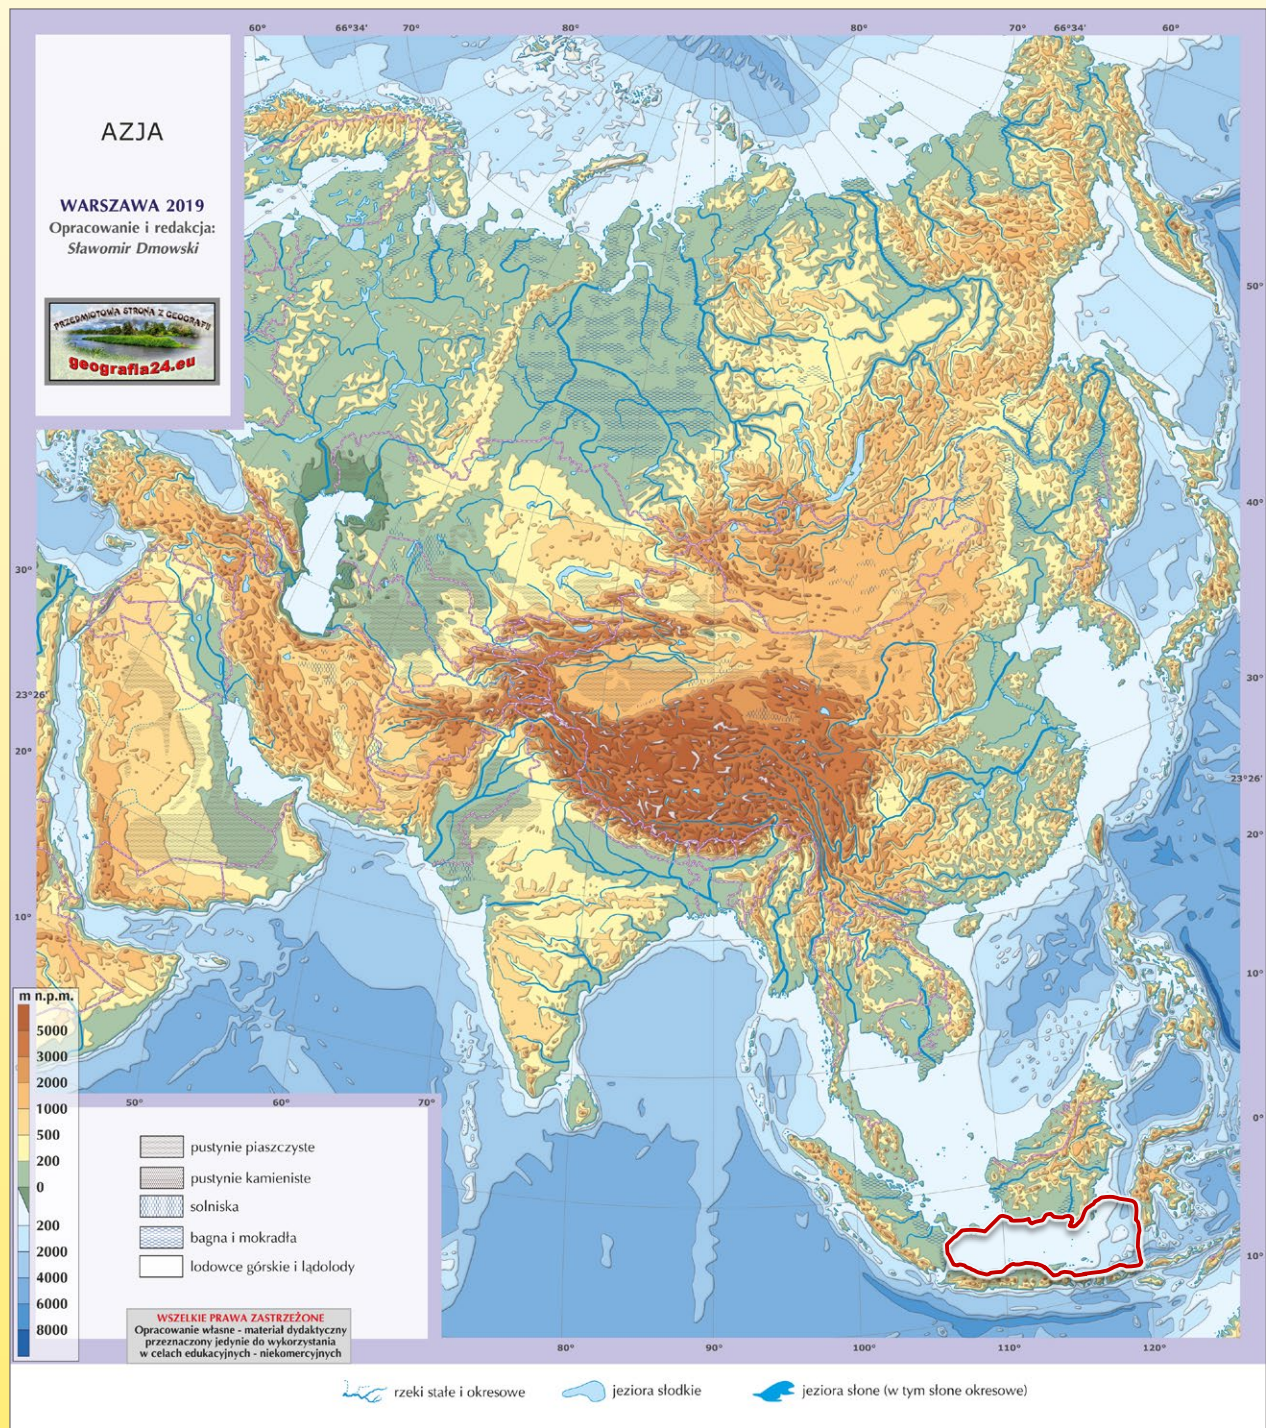 60° 66°34' 70° 80° 80° 70° 66°34' 60°
AZJA
WARSZAWA 2019
Opracowanie i redakcja:
Sławomir Dmowski
PRZEDMIOTOWA STRONA Z GEOGRAFII
geografia24.eu
50°
40°
30°
30°
23°26'
20°
23°26'
20°
10°
10°
m n.p.m.
5000
3000
2000
1000
500
200
0
200
2000
4000
6000
8000
50° 60° 70°
0°
10°
pustynie piaszczyste
pustynie kamieniste
solniska
bagna i mokradła
lodowce górskie i lądolody
WSZELKIE PRAWA ZASTRZEŻONE
Opracowanie własne - materiał dydaktyczny
przeznaczony jedynie do wykorzystania
w celach edukacyjnych - niekomercyjnych
80° 90° 100° 110° 120°
rzeki stałe i okresowe
jeziora słodkie
jeziora słone (w tym słone okresowe)